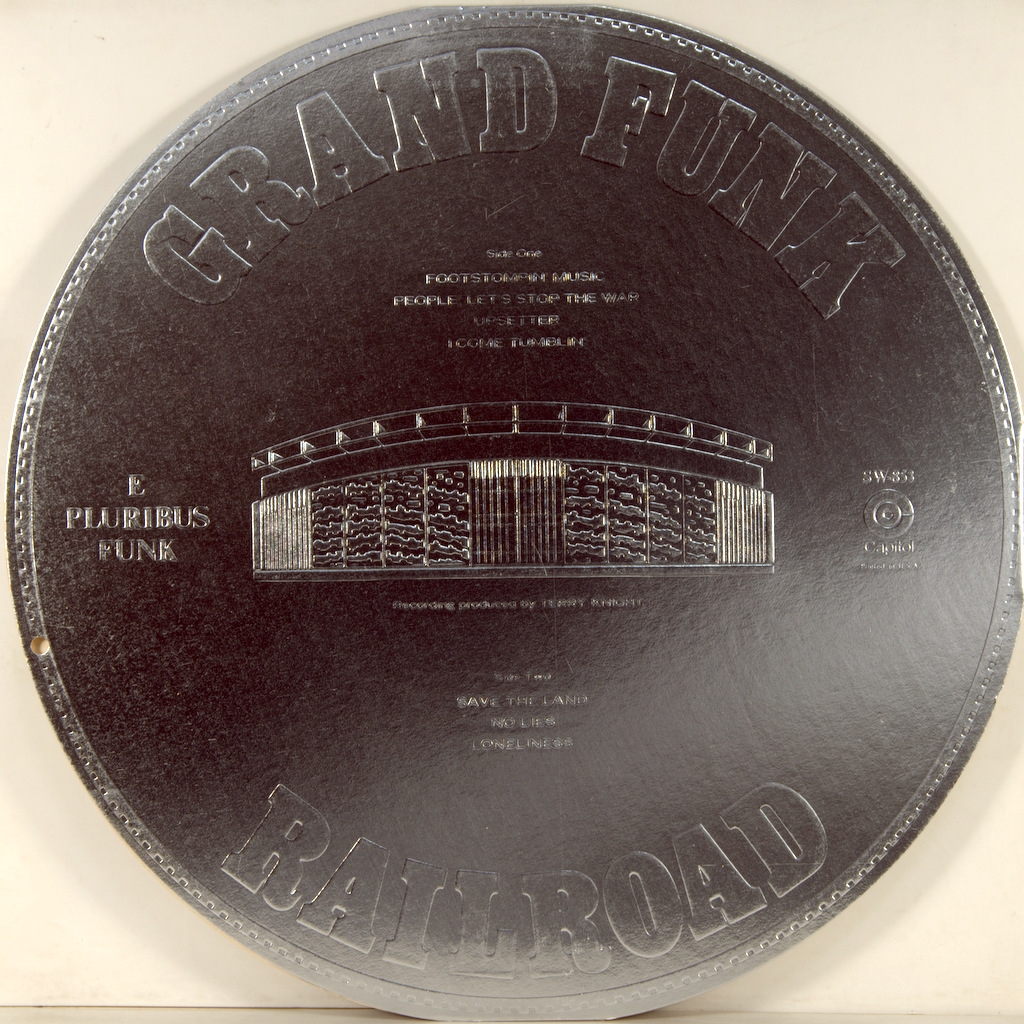 GRAND FUNK
Side One
FOOTSTOMPIN' MUSIC
PEOPLE, LET'S STOP THE WAR
UPSETTER
I COME TUMBLIN'
E
PLURIBUS
FUNK
SW-853
Capitol
Recording produced by TERRY KNIGHT
Side Two
SAVE THE LAND
NO LIES
LONELINESS
RAILROAD